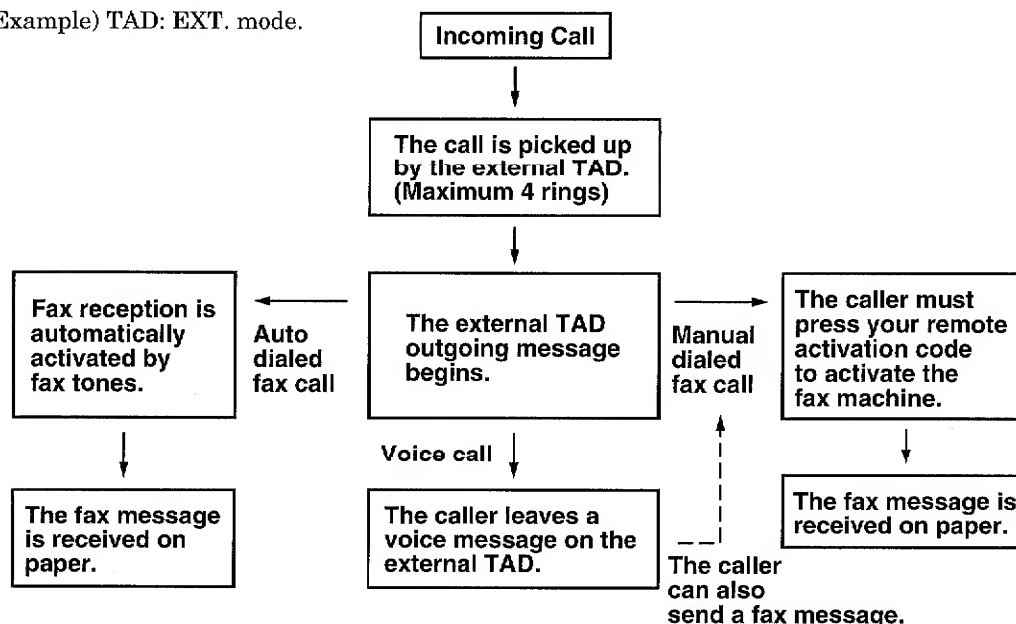 Example) TAD: EXT. mode.
Incoming Call
The call is picked up
by the external TAD.
(Maximum 4 rings)
Fax reception is
automatically
activated by
fax tones.
Auto
dialed
fax call
The external TAD
outgoing message
begins.
Manual
dialed
fax call
The caller must
press your remote
activation code
to activate the
fax machine.
Voice call
The fax message
is received on
paper.
The caller leaves a
voice message on the
external TAD.
The fax message is
received on paper.
The caller
can also
send a fax message.